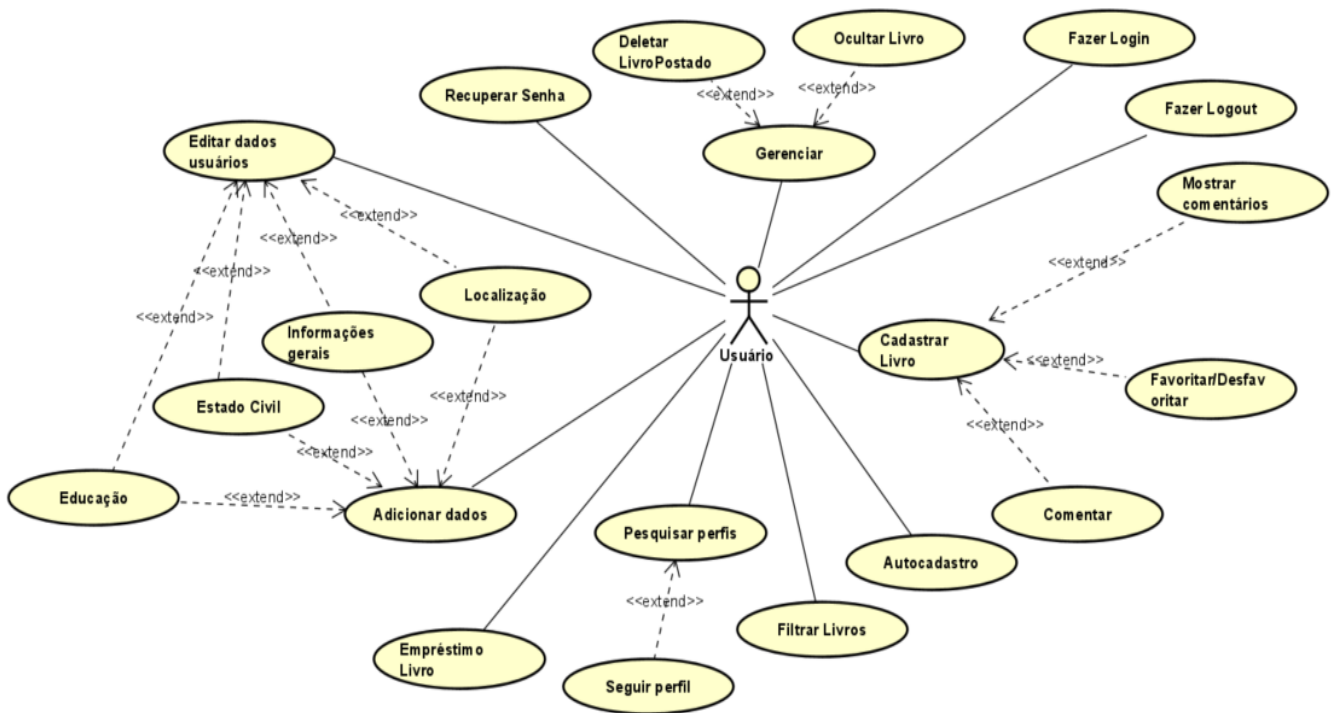 Deletar
LivroPostado
Ocultar Livro
Fazer Login
Recuperar Senha
<<extend>>
<<extend>>
Fazer Logout
Editar dados
usuários
Gerenciar
Mostrar
comentários
<<extend>>
<<extend>>
<<extend>>
<<extend>>
Localização
<<extend>>
Informações
gerais
Usuário
Cadastrar
Livro
<<extend>>
Favoritar/Desfav
oritar
Estado Civil
<<extend>>
<<extend>>
<<extend>>
Educação
<<extend>>
Adicionar dados
Comentar
Pesquisar perfis
Autocadastro
<<extend>>
Filtrar Livros
Empréstimo
Livro
Seguir perfil